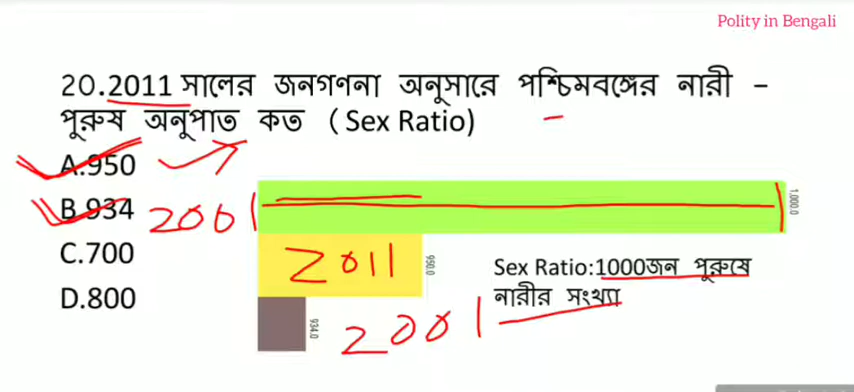 Polity in Bengali
20.2011 সালের জনগণনা অনুসারে পশ্চিমবঙ্গের নারী –
পুরুষ অনুপাত কত ( Sex Ratio)
A.950
B.934 2001
C.700
D.800
1,000.0
2011
950.0
Sex Ratio:1000জন পুরুষে
নারীর সংখ্যা
934.0
2001